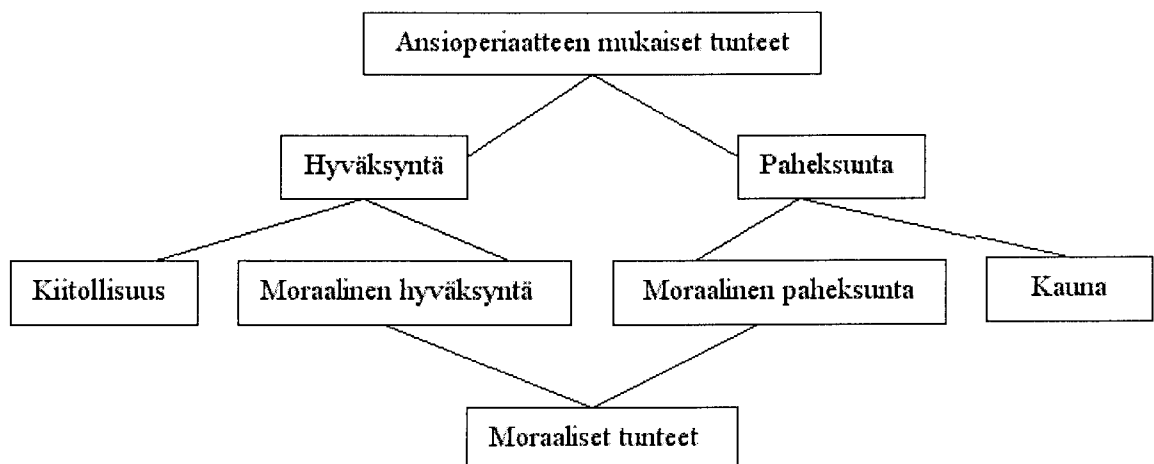 Ansioperiaatteen mukaiset tunteet
Hyväksyntä
Paheksunta
Kiitollisuus
Moraalinen hyväksyntä
Moraalinen paheksunta
Kauna
Moraaliset tunteet